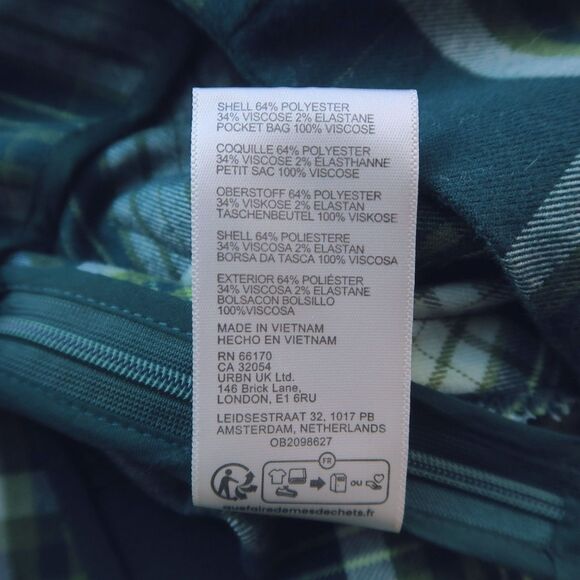 SHELL 64% POLYESTER
34% VISCOSE 2% ELASTANE
POCKET BAG 100% VISCOSE
COQUILLE 64% POLYESTER
34% VISCOSE 2% ÉLASTHANNE
PETIT SAC 100% VISCOSE
OBERSTOFF 64% POLYESTER
34% VISKOSE 2% ELASTAN
TASCHENBEUTEL 100% VISKOSE
SHELL 64% POLIESTERE
34% VISCOSA 2% ELASTAN
BORSA DA TASCA 100% VISCOSA
EXTERIOR 64% POLIÉSTER
34% VISCOSA 2% ELASTANE
BOLSACON BOLSILLO
100%VISCOSA
MADE IN VIETNAM
HECHO EN VIETNAM
RN 66170
CA 32054
URBN UK Ltd.
146 Brick Lane,
LONDON, E1 6RU
LEIDSESTRAAT 32, 1017 PB
AMSTERDAM, NETHERLANDS
OB2098627
FR
OU
quefairedemesdechets.fr